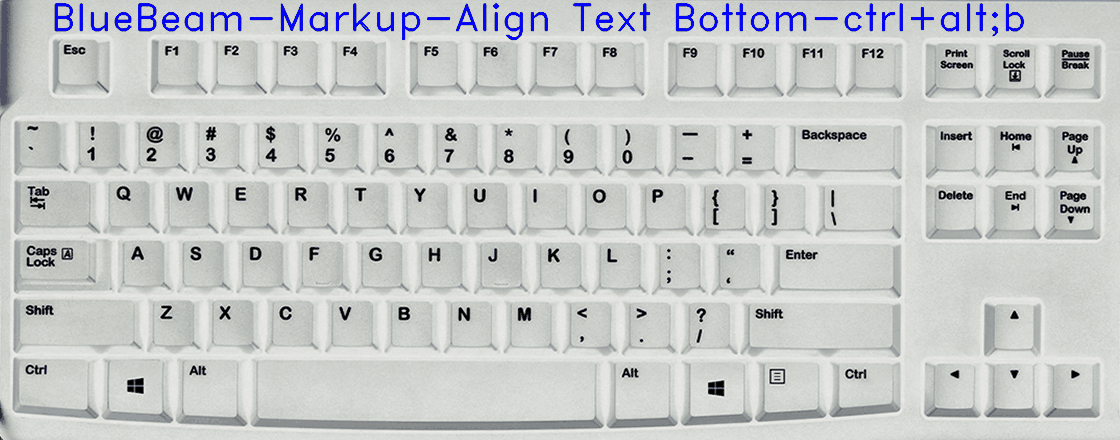 BlueBeam-Markup-Align Text Bottom-ctrl+alt;b
Esc F1 F2 F3 F4 F5 F6 F7 F8 F9 F10 F11 F12 Print Screen Scroll Lock Pause Break
~ ` ! 1 @ 2 # 3 $ 4 % 5 ^ 6 & 7 * 8 ( 9 ) 0 — - + = Backspace Insert Home Page Up
Tab Q W E R T Y U I O P { [ } ] | \ Delete End Page Down
Caps Lock A A S D F G H J K L : ; “ ‘ Enter
Shift Z X C V B N M < , > . ? / Shift
Ctrl Alt Alt Ctrl